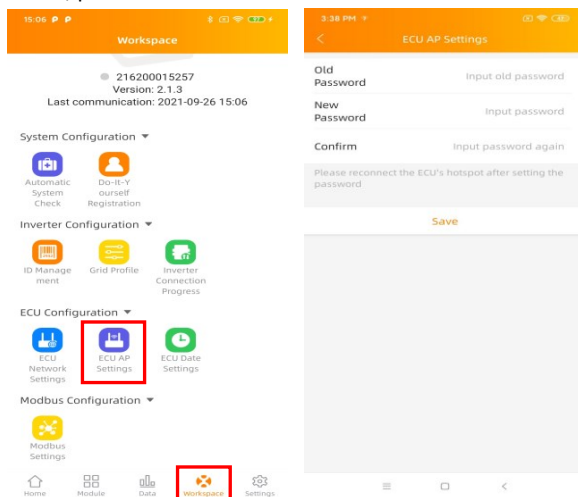 15:06
Workspace
216200015257
Version: 2.1.3
Last communication: 2021-09-26 15:06
System Configuration
Automatic
System
Check
Do-It-Y
ourself
Registration
Inverter Configuration
ID Manage
ment
Grid Profile
Inverter
Connection
Progress
ECU Configuration
ECU
Network
Settings
ECU AP
Settings
ECU Date
Settings
Modbus Configuration
Modbus
Settings
Home
Module
Data
Workspace
Settings
3:38 PM
ECU AP Settings
Old
Password
Input old password
New
Password
Input password
Confirm
Input password again
Please reconnect the ECU's hotspot after setting the
password
Save